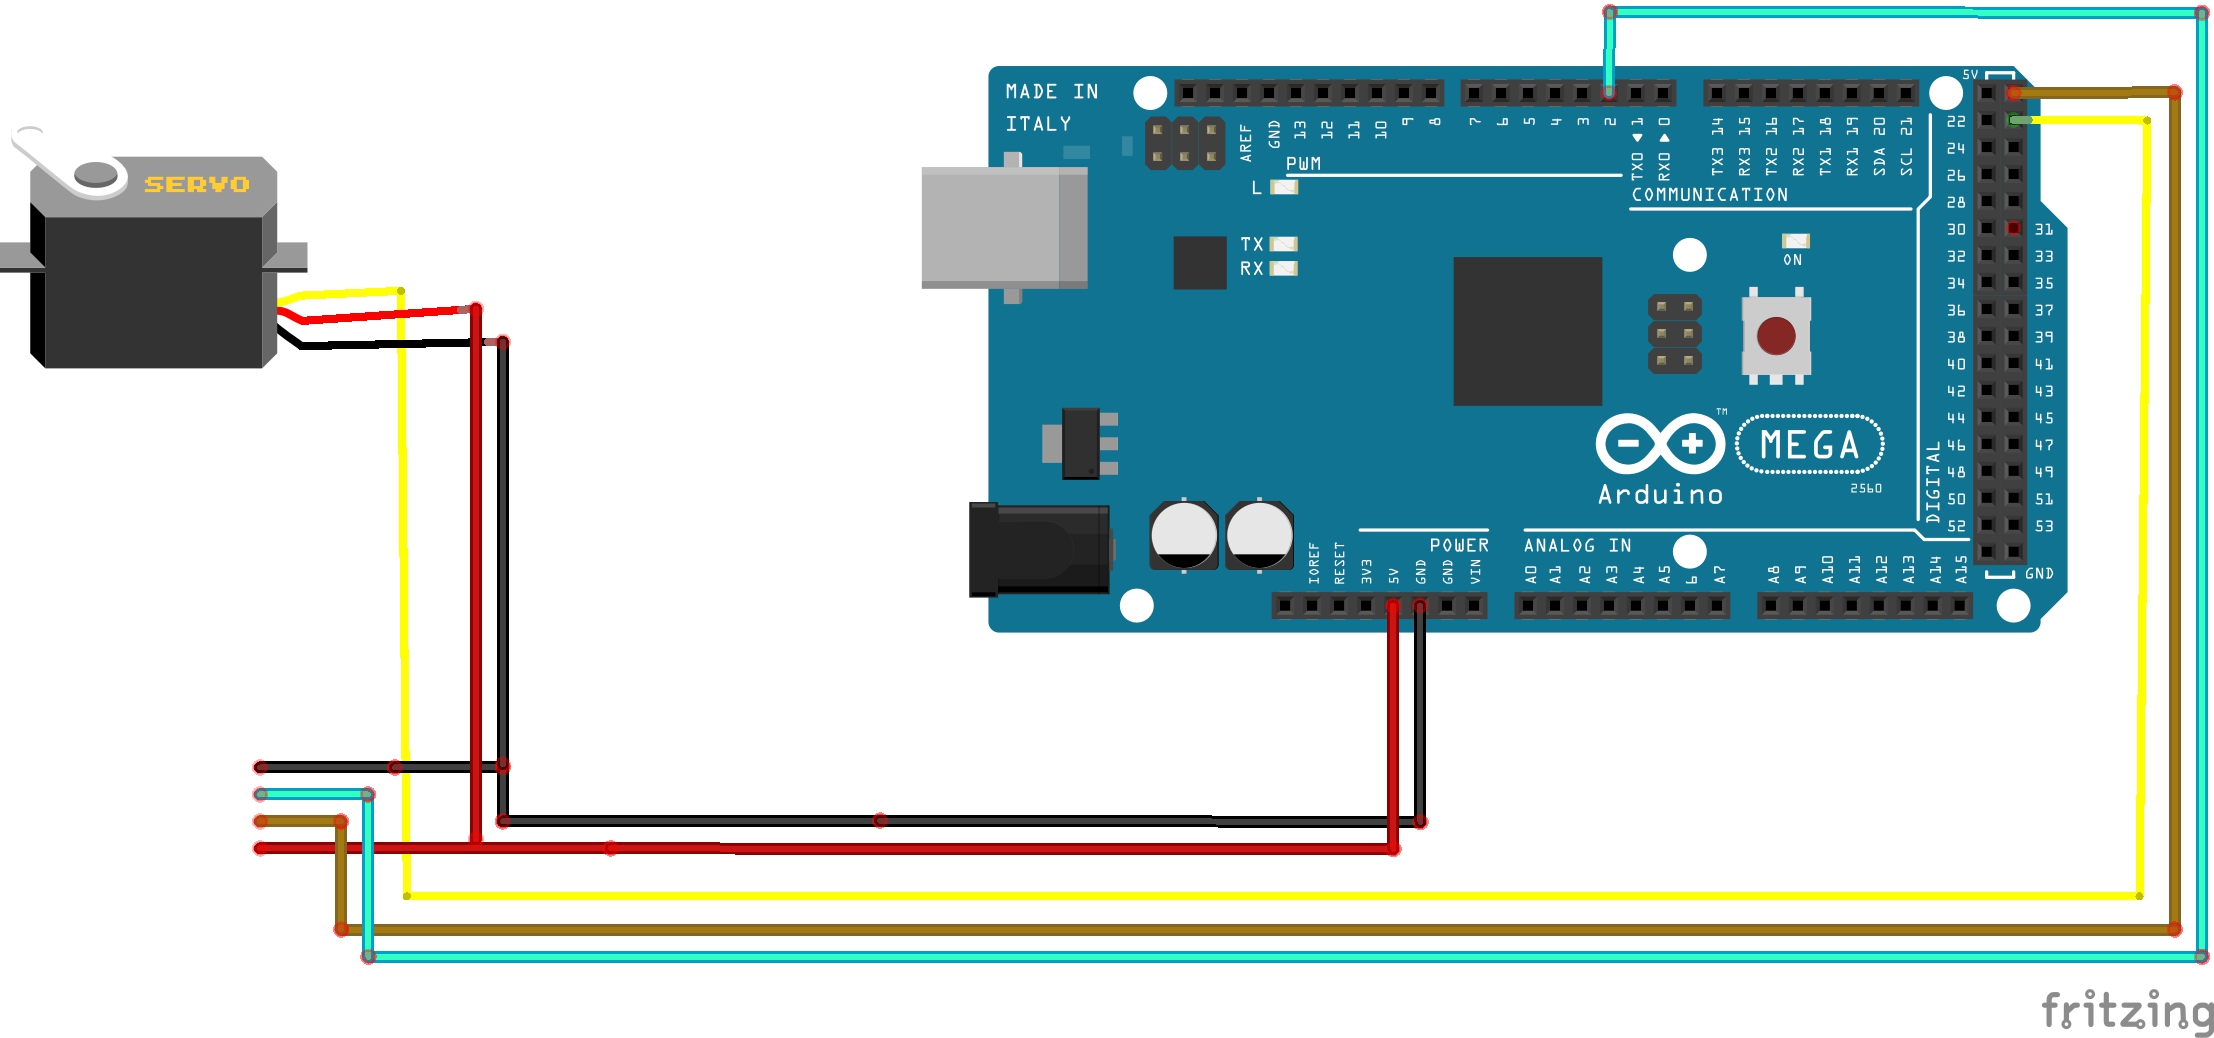 SERVO
MADE IN
ITALY
AREF
GND
13
12
11
10
9
8
7
6
5
4
3
2
TX0 1
RX0 0
TX3 14
RX3 15
TX2 16
RX2 17
TX1 18
RX1 19
SDA 20
SCL 21
PWM
COMMUNICATION
L
TX
RX
ON
5V
22
24
26
28
30 31
32 33
34 35
36 37
38 39
40 41
42 43
44 45
46 47
48 49
50 51
52 53
GND
DIGITAL
MEGA
TM
2560
Arduino
POWER
ANALOG IN
IOREF
RESET
3V3
5V
GND
GND
VIN
A0
A1
A2
A3
A4
A5
6
A7
A8
A9
A10
A11
A12
A13
A14
A15
fritzing